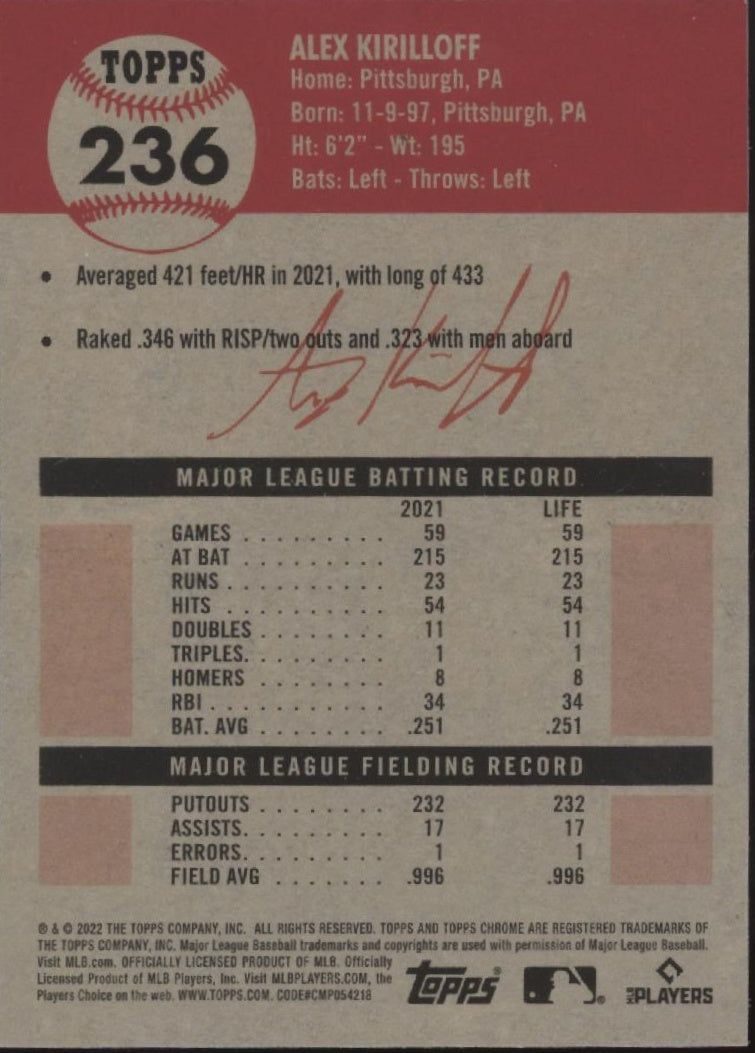 TOPPS
236
ALEX KIRILLOFF
Home: Pittsburgh, PA
Born: 11-9-97, Pittsburgh, PA
Ht: 6'2" - Wt: 195
Bats: Left - Throws: Left
• Averaged 421 feet/HR in 2021, with long of 433
• Raked .346 with RISP/two outs and .323 with men aboard
MAJOR LEAGUE BATTING RECORD
2021 LIFE
GAMES . . . . . . . . . 59 59
AT BAT . . . . . . . . . 215 215
RUNS . . . . . . . . . . 23 23
HITS . . . . . . . . . . 54 54
DOUBLES . . . . . . . . 11 11
TRIPLES. . . . . . . . . 1 1
HOMERS . . . . . . . . 8 8
RBI . . . . . . . . . . . 34 34
BAT. AVG . . . . . . . . .251 .251
MAJOR LEAGUE FIELDING RECORD
PUTOUTS . . . . . . . . 232 232
ASSISTS. . . . . . . . . 17 17
ERRORS. . . . . . . . . 1 1
FIELD AVG . . . . . . . .996 .996
® & © 2022 THE TOPPS COMPANY, INC. ALL RIGHTS RESERVED. TOPPS AND TOPPS CHROME ARE REGISTERED TRADEMARKS OF
THE TOPPS COMPANY, INC. Major League Baseball trademarks and copyrights are used with permission of Major League Baseball.
Visit MLB.com. OFFICIALLY LICENSED PRODUCT OF MLB. Officially
Licensed Product of MLB Players, Inc. Visit MLBPLAYERS.COM, the
Players Choice on the web. WWW.TOPPS.COM. CODE#CMP054218
Topps®
MLB PLAYERS